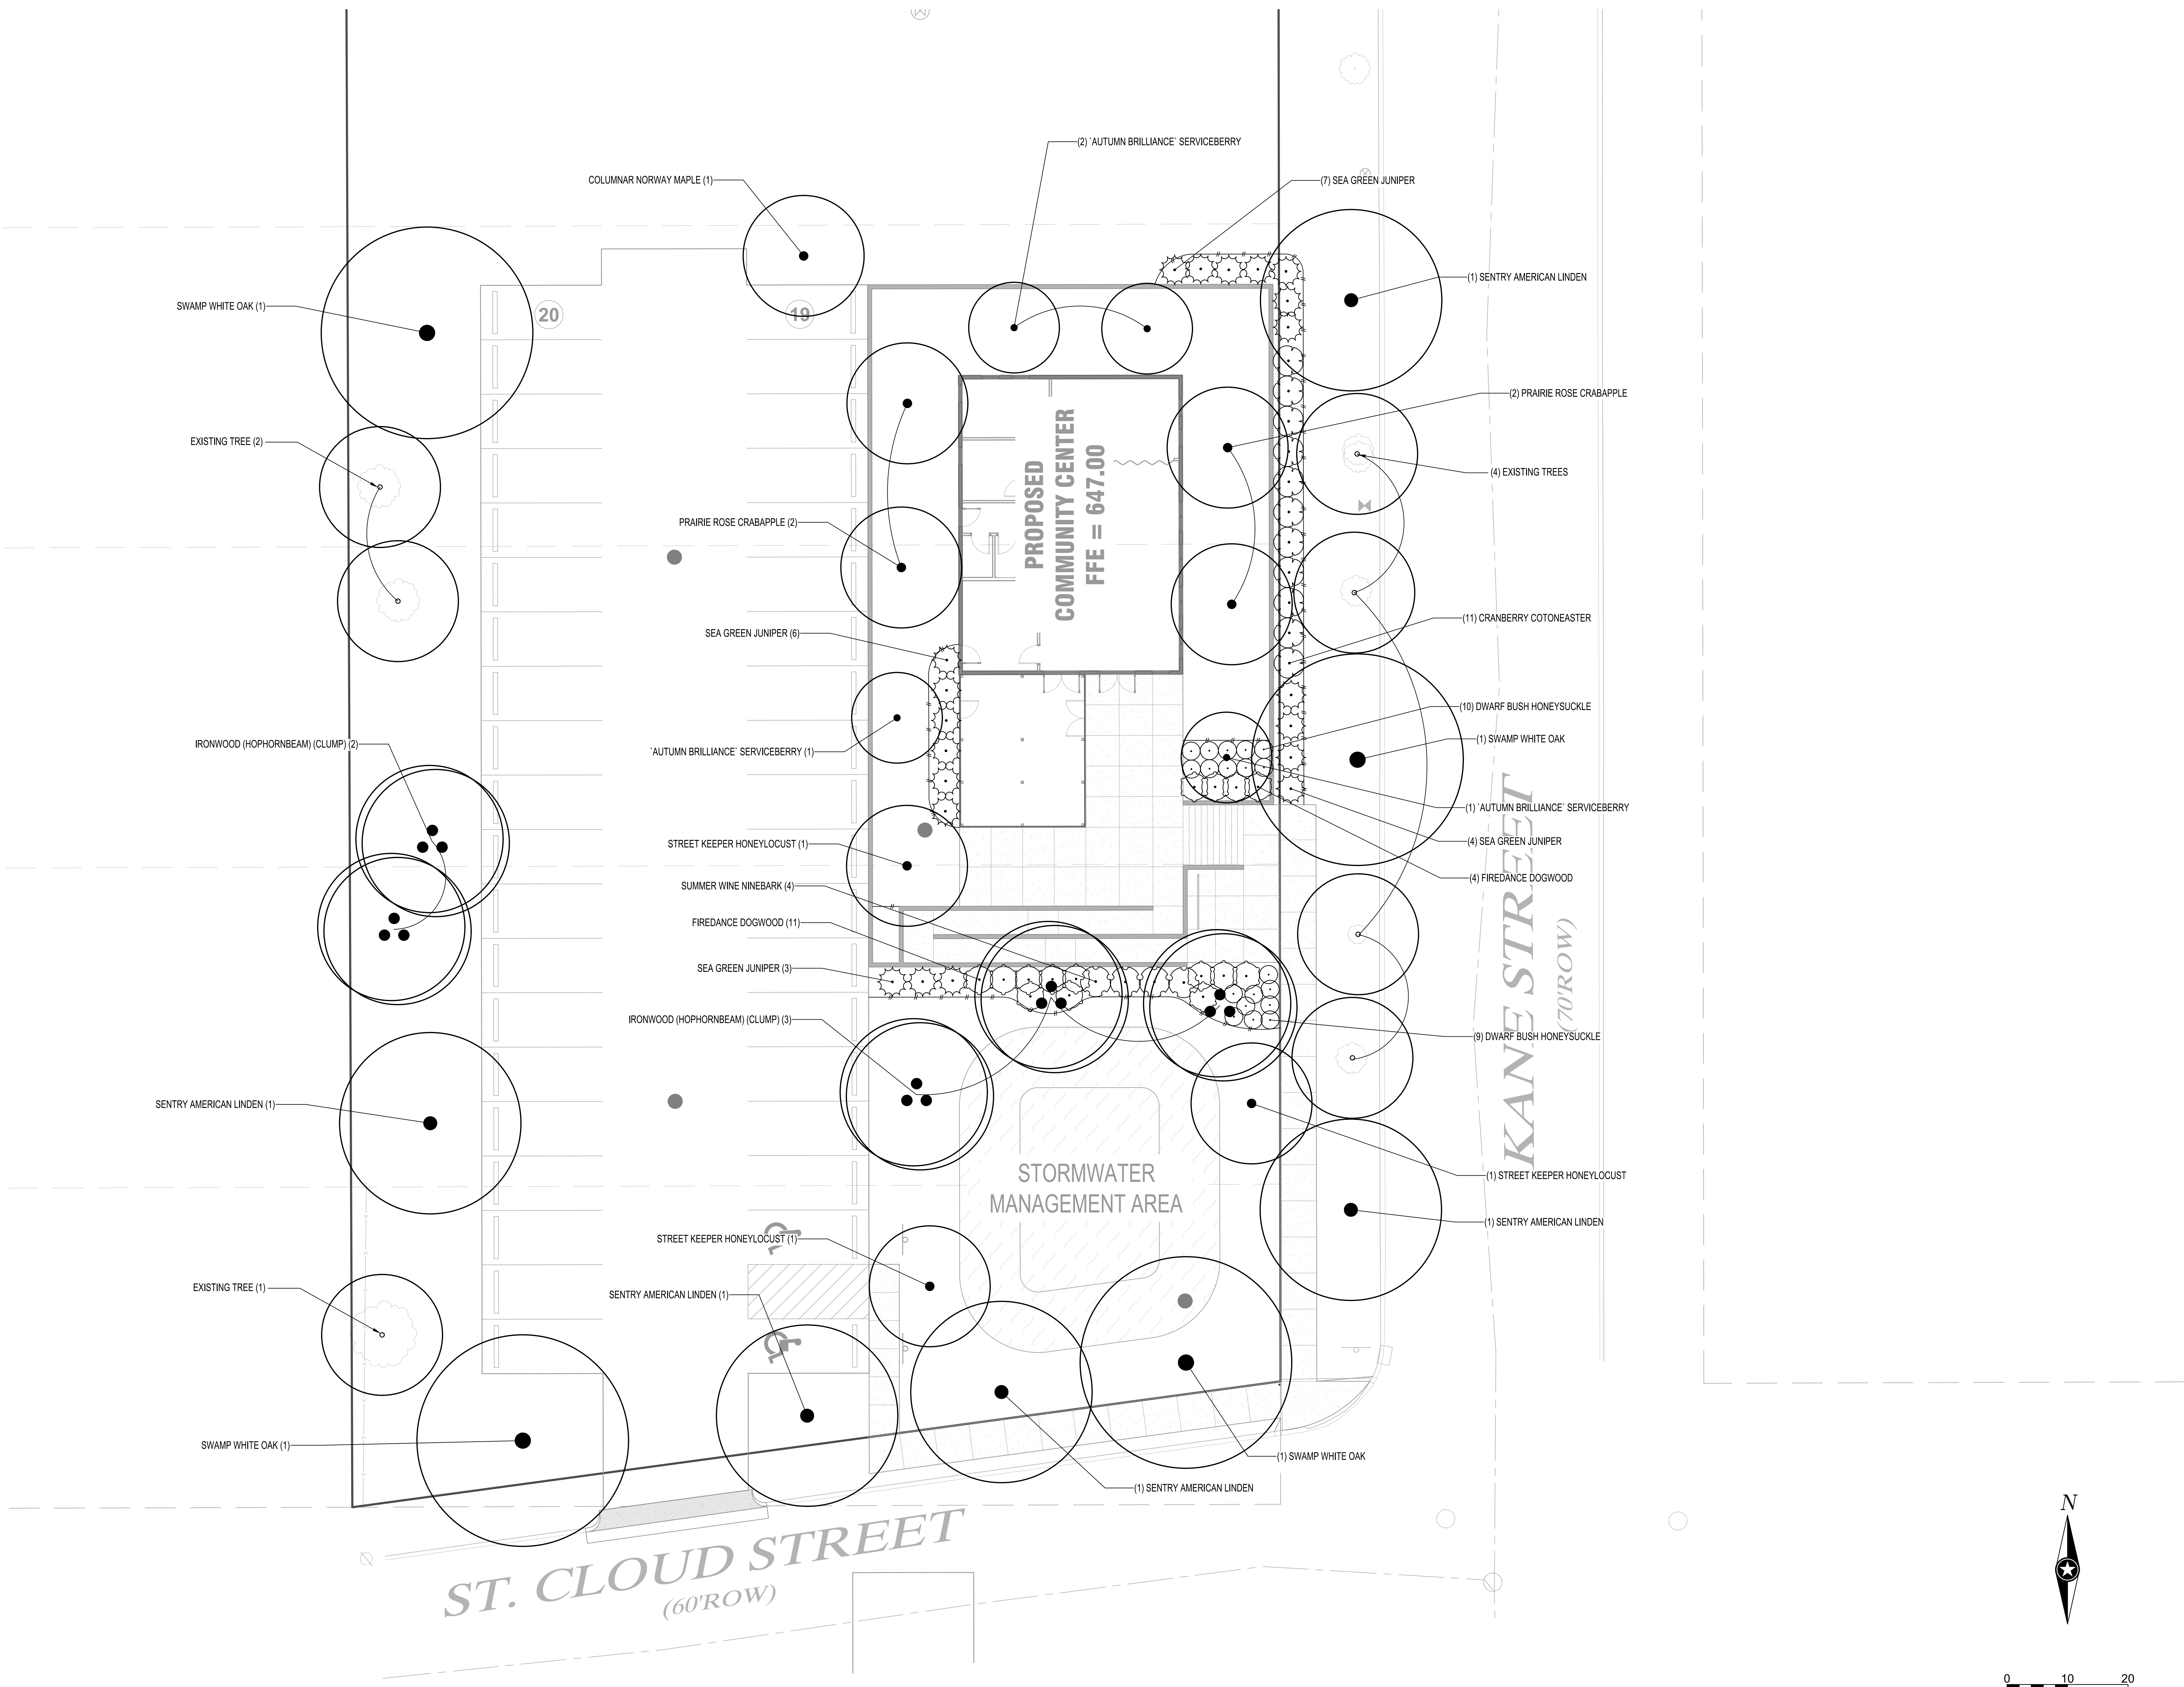 (2) `AUTUMN BRILLIANCE` SERVICEBERRY
COLUMNAR NORWAY MAPLE (1)
(7) SEA GREEN JUNIPER
(1) SENTRY AMERICAN LINDEN
SWAMP WHITE OAK (1)
20
19
(2) PRAIRIE ROSE CRABAPPLE
EXISTING TREE (2)
(4) EXISTING TREES
PROPOSED
COMMUNITY CENTER
FFE = 647.00
PRAIRIE ROSE CRABAPPLE (2)
(11) CRANBERRY COTONEASTER
SEA GREEN JUNIPER (6)
(10) DWARF BUSH HONEYSUCKLE
(1) SWAMP WHITE OAK
IRONWOOD (HOPHORNBEAM) (CLUMP) (2)
`AUTUMN BRILLIANCE` SERVICEBERRY (1)
(1) `AUTUMN BRILLIANCE` SERVICEBERRY
STREET KEEPER HONEYLOCUST (1)
(4) SEA GREEN JUNIPER
SUMMER WINE NINEBARK (4)
(4) FIREDANCE DOGWOOD
FIREDANCE DOGWOOD (11)
KANE STREET
(70'ROW)
SEA GREEN JUNIPER (3)
IRONWOOD (HOPHORNBEAM) (CLUMP) (3)
(9) DWARF BUSH HONEYSUCKLE
SENTRY AMERICAN LINDEN (1)
STORMWATER
MANAGEMENT AREA
(1) STREET KEEPER HONEYLOCUST
(1) SENTRY AMERICAN LINDEN
STREET KEEPER HONEYLOCUST (1)
EXISTING TREE (1)
SENTRY AMERICAN LINDEN (1)
SWAMP WHITE OAK (1)
(1) SWAMP WHITE OAK
(1) SENTRY AMERICAN LINDEN
ST. CLOUD STREET
(60'ROW)
N
0 10 20